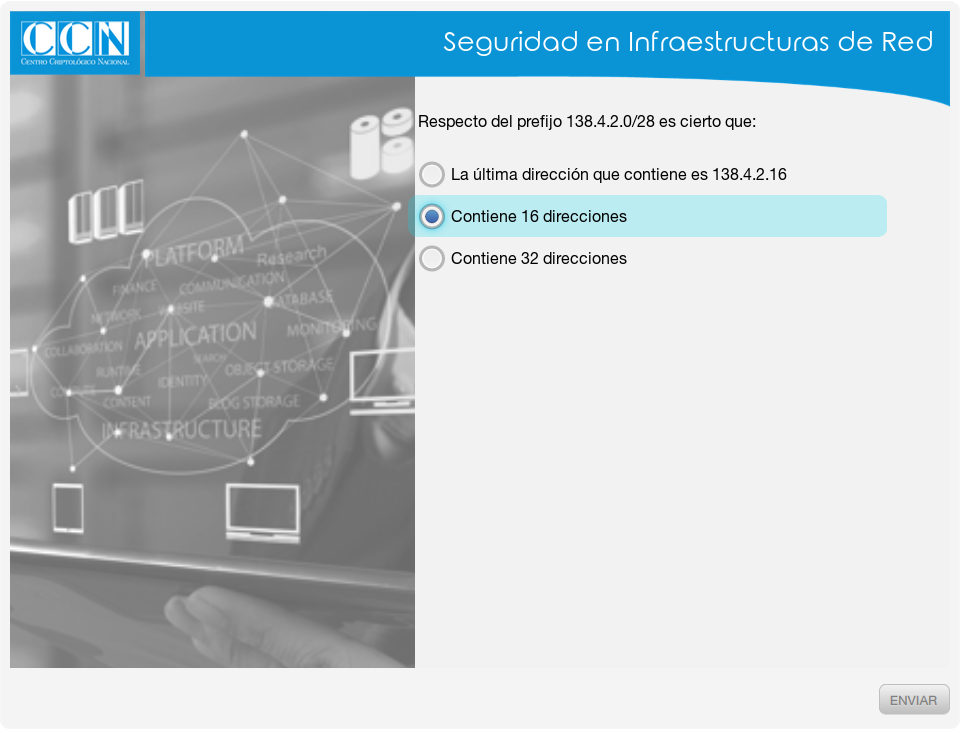 CCN
CENTRO CRIPTOLÓGICO NACIONAL
Seguridad en Infraestructuras de Red
Respecto del prefijo 138.4.2.0/28 es cierto que:
La última dirección que contiene es 138.4.2.16
Contiene 16 direcciones
Contiene 32 direcciones
PLATFORM
Research
FINANCE
COMMUNICATION
NETWORK
WEBSITE
DATABASE
COLLABORATION
APPLICATION
MONITORING
SEARCH
RUNTIME
IDENTITY
OBJECT STORAGE
COMPUTE
CONTENT
BLOG STORAGE
INFRASTRUCTURE
ENVIAR